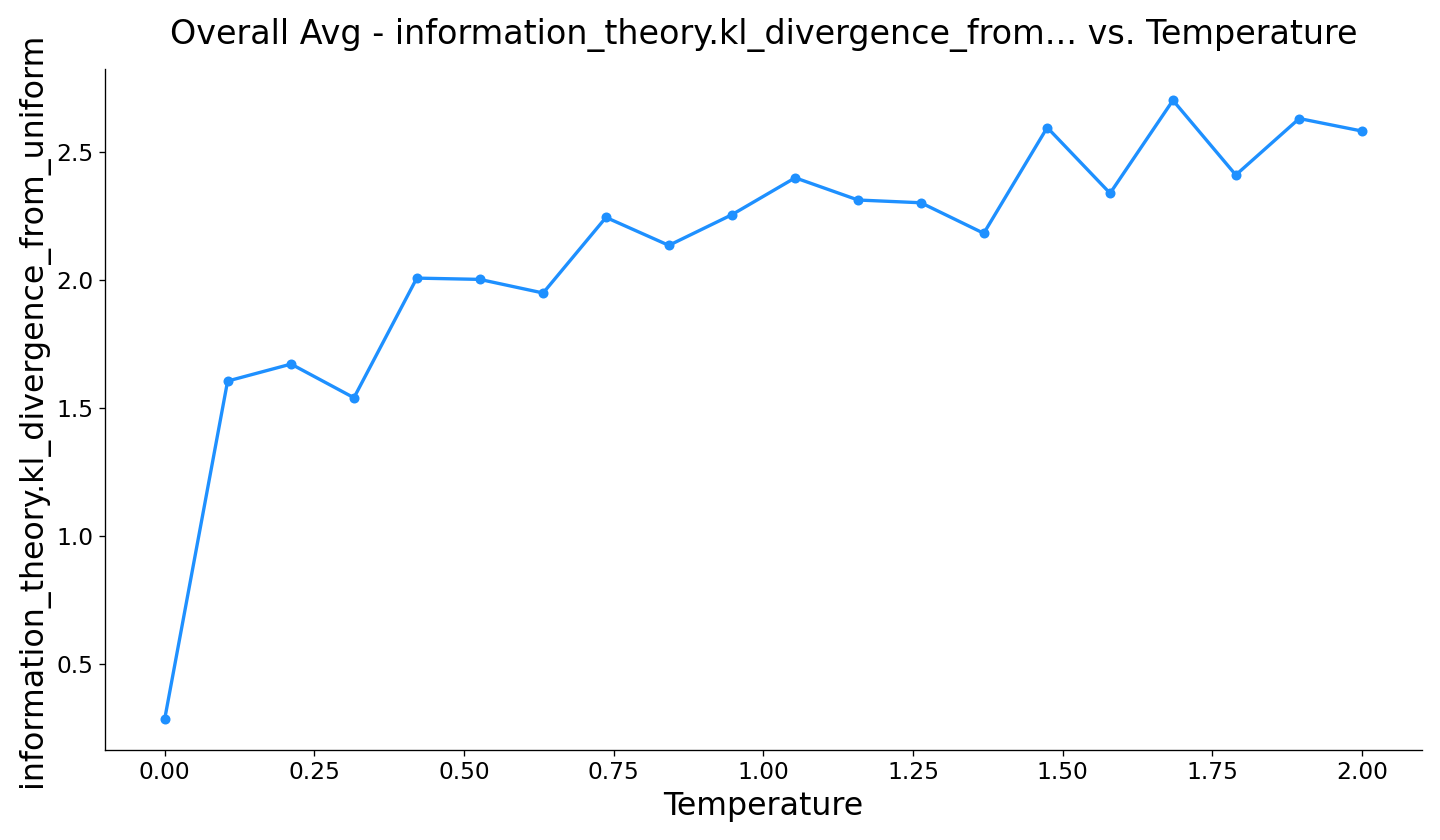 Overall Avg - information_theory.kl_divergence_from... vs. Temperature
information_theory.kl_divergence_from_uniform
2.5
2.0
1.5
1.0
0.5
0.00 0.25 0.50 0.75 1.00 1.25 1.50 1.75 2.00
Temperature